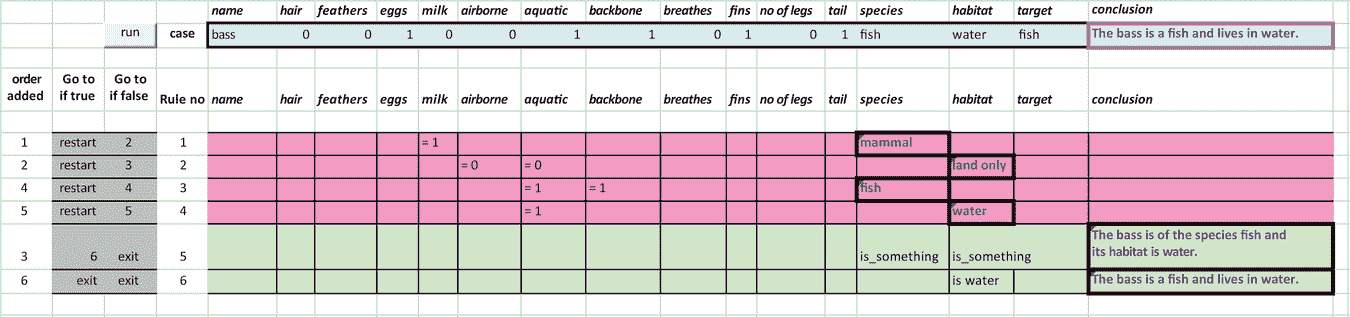 name hair feathers eggs milk airborne aquatic backbone breathes fins no of legs tail species habitat target conclusion
run case bass 0 0 1 0 0 1 1 0 1 0 1 fish water fish The bass is a fish and lives in water.
order added Go to if true Go to if false Rule no name hair feathers eggs milk airborne aquatic backbone breathes fins no of legs tail species habitat target conclusion
1 restart 2 1 = 1 mammal
2 restart 3 2 = 0 = 0 land only
4 restart 4 3 = 1 = 1 fish
5 restart 5 4 = 1 water
3 6 exit 5 is_something is_something The bass is of the species fish and
its habitat is water.
6 exit exit 6 is water The bass is a fish and lives in water.